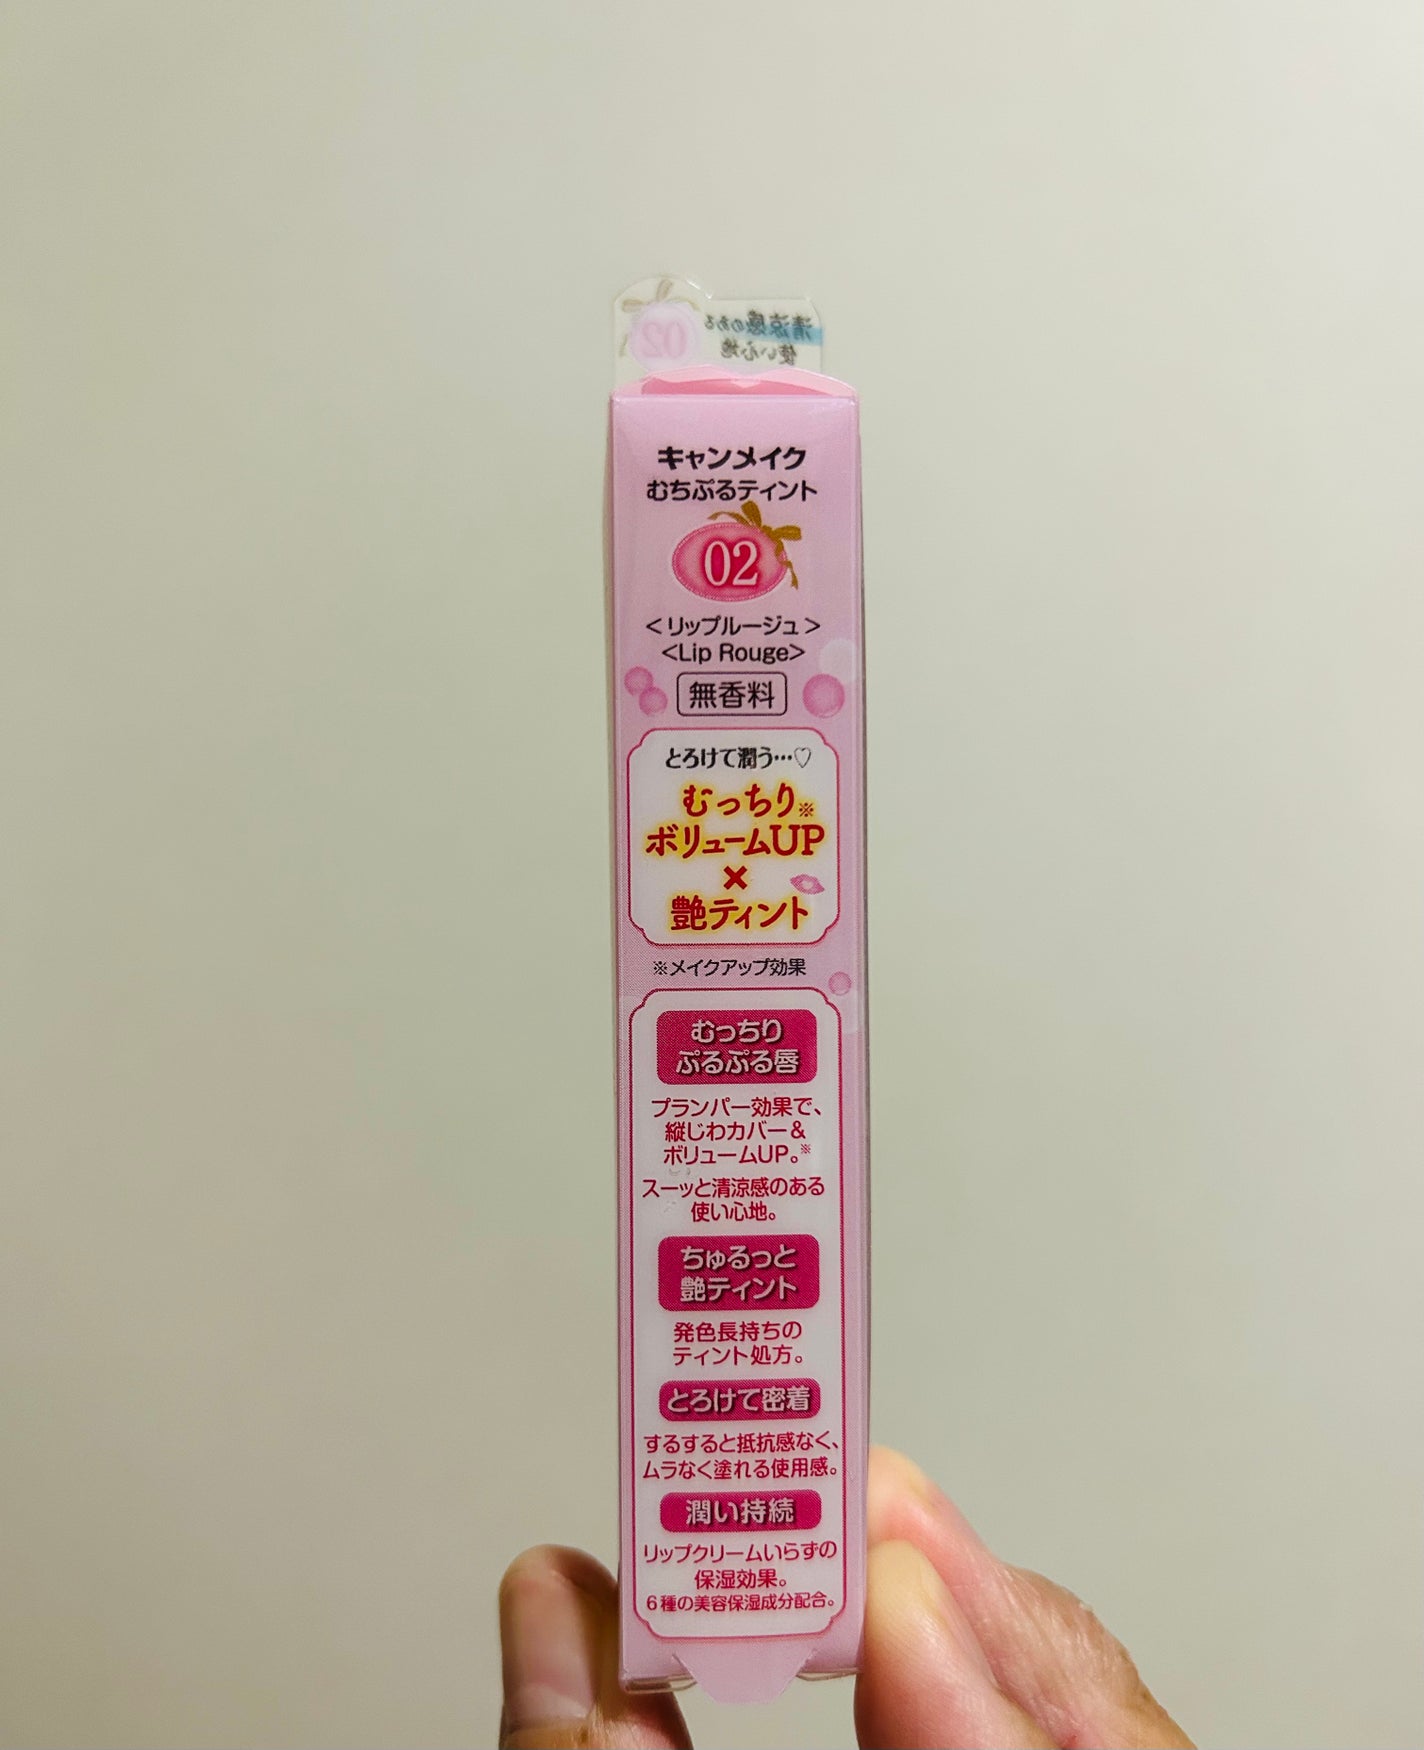 清涼感のある
使い心地
02
キャンメイク
むちぷるティント
02
<リップルージュ>
<Lip Rouge>
無香料
とろけて潤う…♡
むっちり※
ボリュームUP
×
艶ティント
※メイクアップ効果
むっちり
ぷるぷる唇
プランパー効果で、
縦じわカバー&
ボリュームUP。※
スーッと清涼感のある
使い心地。
ちゅるっと
艶ティント
発色長持ちの
ティント処方。
とろけて密着
するすると抵抗感なく、
ムラなく塗れる使用感。
潤い持続
リップクリームいらずの
保湿効果。
6種の美容保湿成分配合。